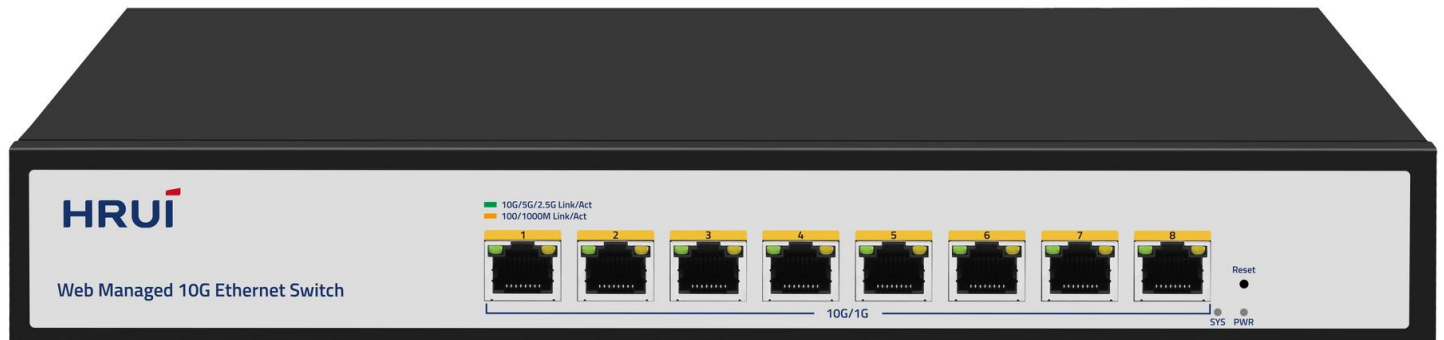 HRUI
Web Managed 10G Ethernet Switch
10G/5G/2.5G Link/Act
100/1000M Link/Act
1 2 3 4 5 6 7 8
10G/1G
Reset
SYS PWR